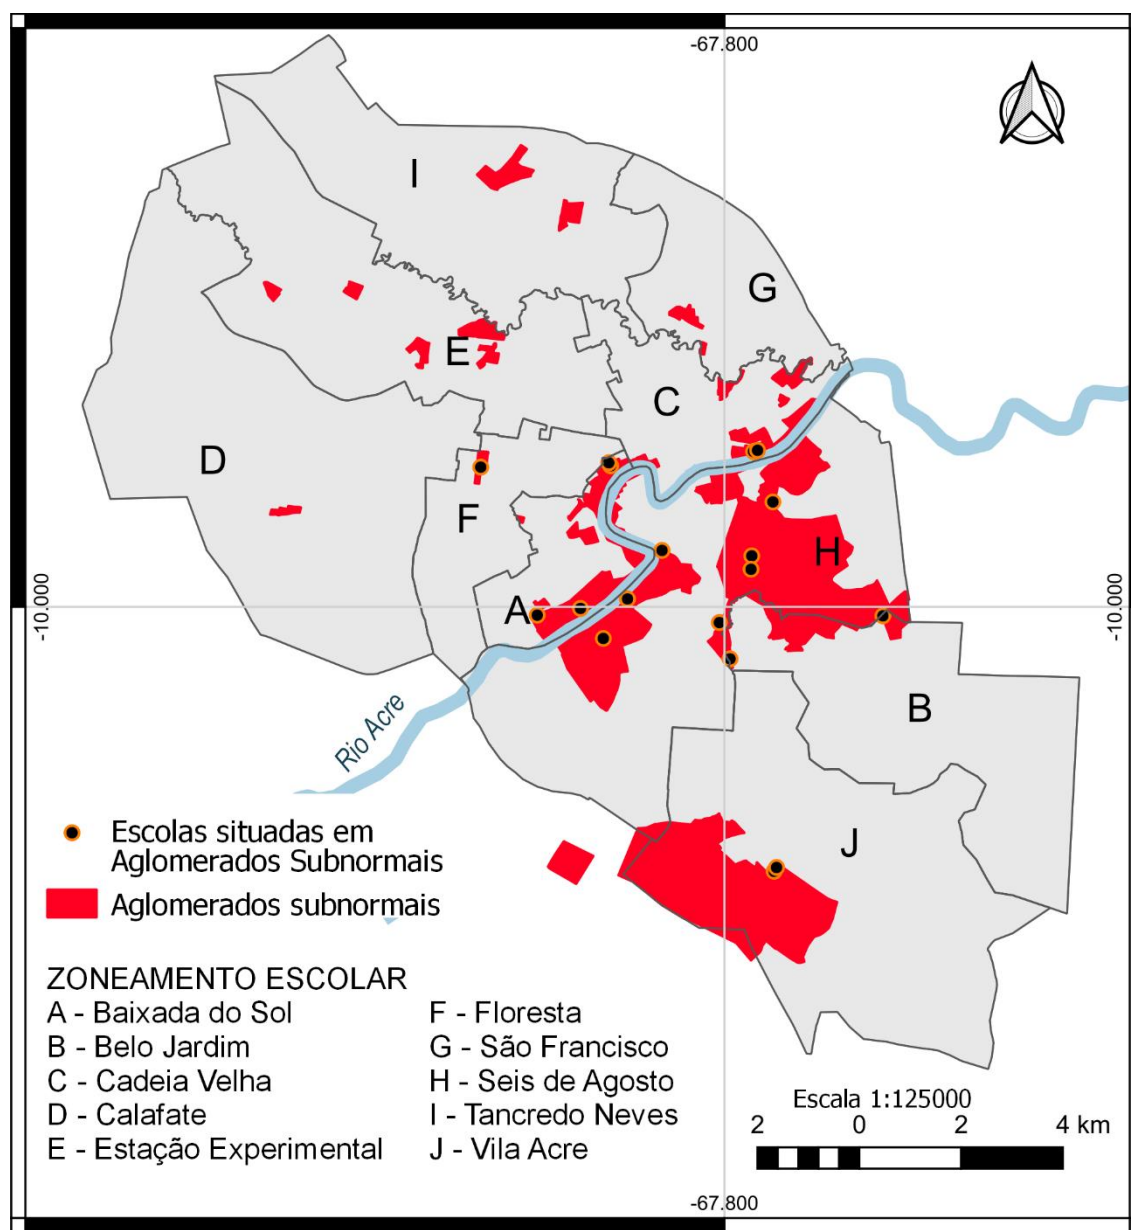 -67.800
I
G
E
C
D
F
H
A
-10.000
-10.000
B
Rio Acre
J
Escolas situadas em
Aglomerados Subnormais
Aglomerados subnormais
ZONEAMENTO ESCOLAR
A - Baixada do Sol
B - Belo Jardim
C - Cadeia Velha
D - Calafate
E - Estação Experimental
F - Floresta
G - São Francisco
H - Seis de Agosto
I - Tancredo Neves
J - Vila Acre
Escala 1:125000
2 0 2 4 km
-67.800